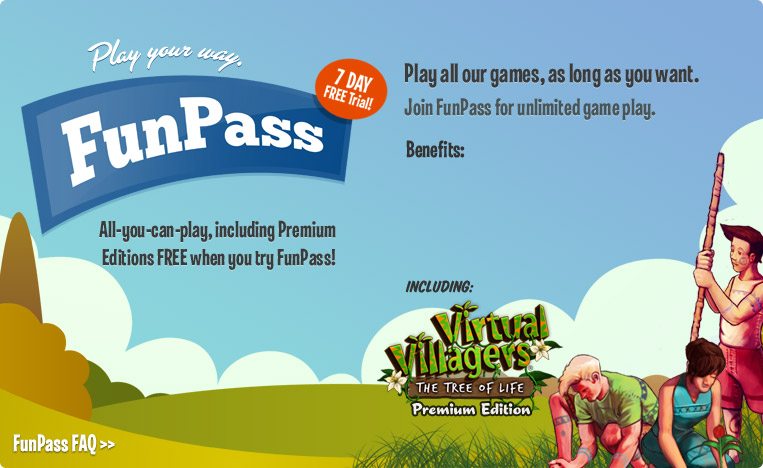 Play your way.
FunPass
7 DAY
FREE Trial!
All-you-can-play, including Premium
Editions FREE when you try FunPass!
Play all our games, as long as you want.
Join FunPass for unlimited game play.
Benefits:
INCLUDING:
Virtual
Villagers
THE TREE OF LIFE
Premium Edition
FunPass FAQ >>